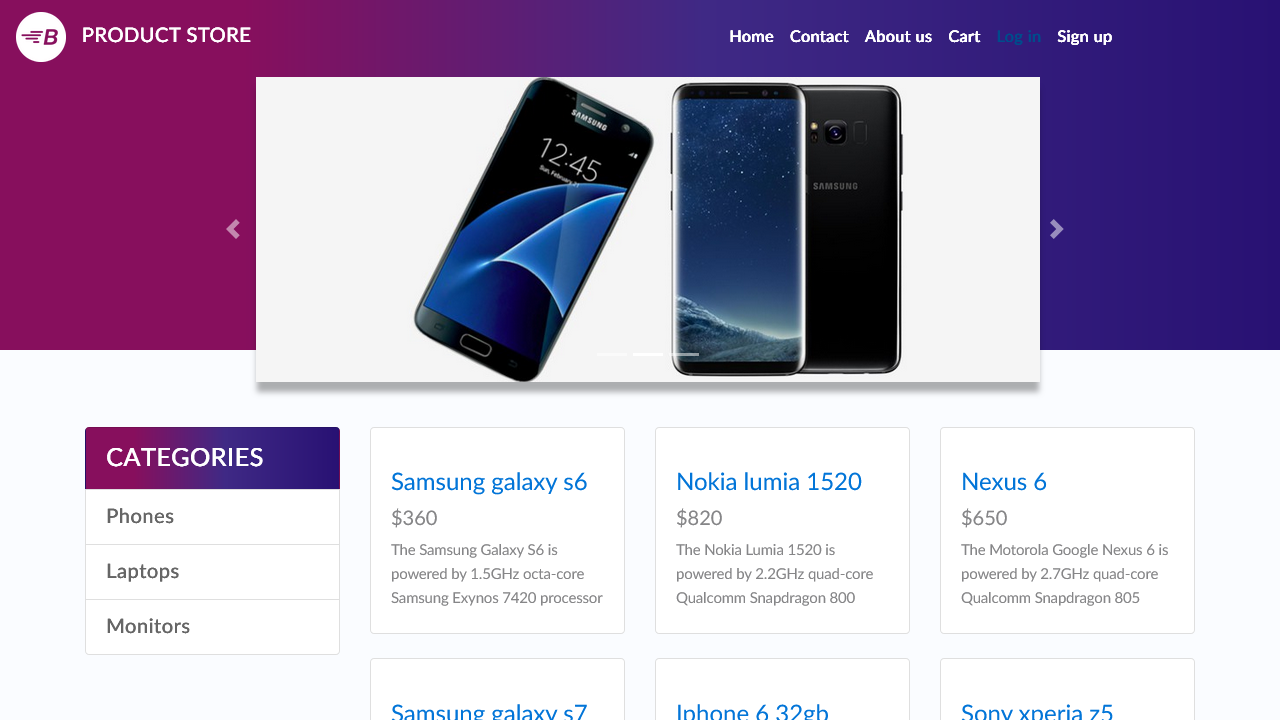 B PRODUCT STORE
Home Contact About us Cart Log in Sign up
SAMSUNG
12:45
SAMSUNG
CATEGORIES
Phones
Laptops
Monitors
Samsung galaxy s6
$360
The Samsung Galaxy S6 is
powered by 1.5GHz octa-core
Samsung Exynos 7420 processor
Nokia lumia 1520
$820
The Nokia Lumia 1520 is
powered by 2.2GHz quad-core
Qualcomm Snapdragon 800
Nexus 6
$650
The Motorola Google Nexus 6 is
powered by 2.7GHz quad-core
Qualcomm Snapdragon 805
Samsung galaxy s7
Iphone 6 32gb
Sony xperia z5